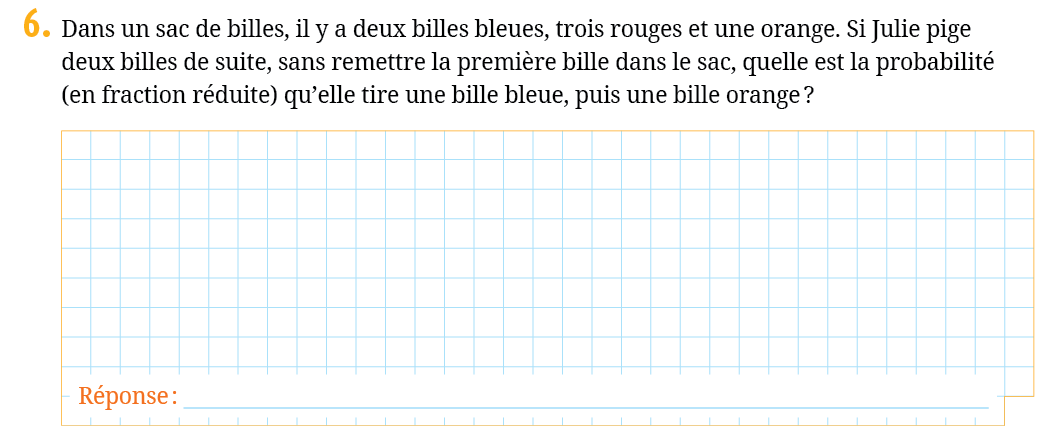 6. Dans un sac de billes, il y a deux billes bleues, trois rouges et une orange. Si Julie pige
deux billes de suite, sans remettre la première bille dans le sac, quelle est la probabilité
(en fraction réduite) qu’elle tire une bille bleue, puis une bille orange ?
Réponse :